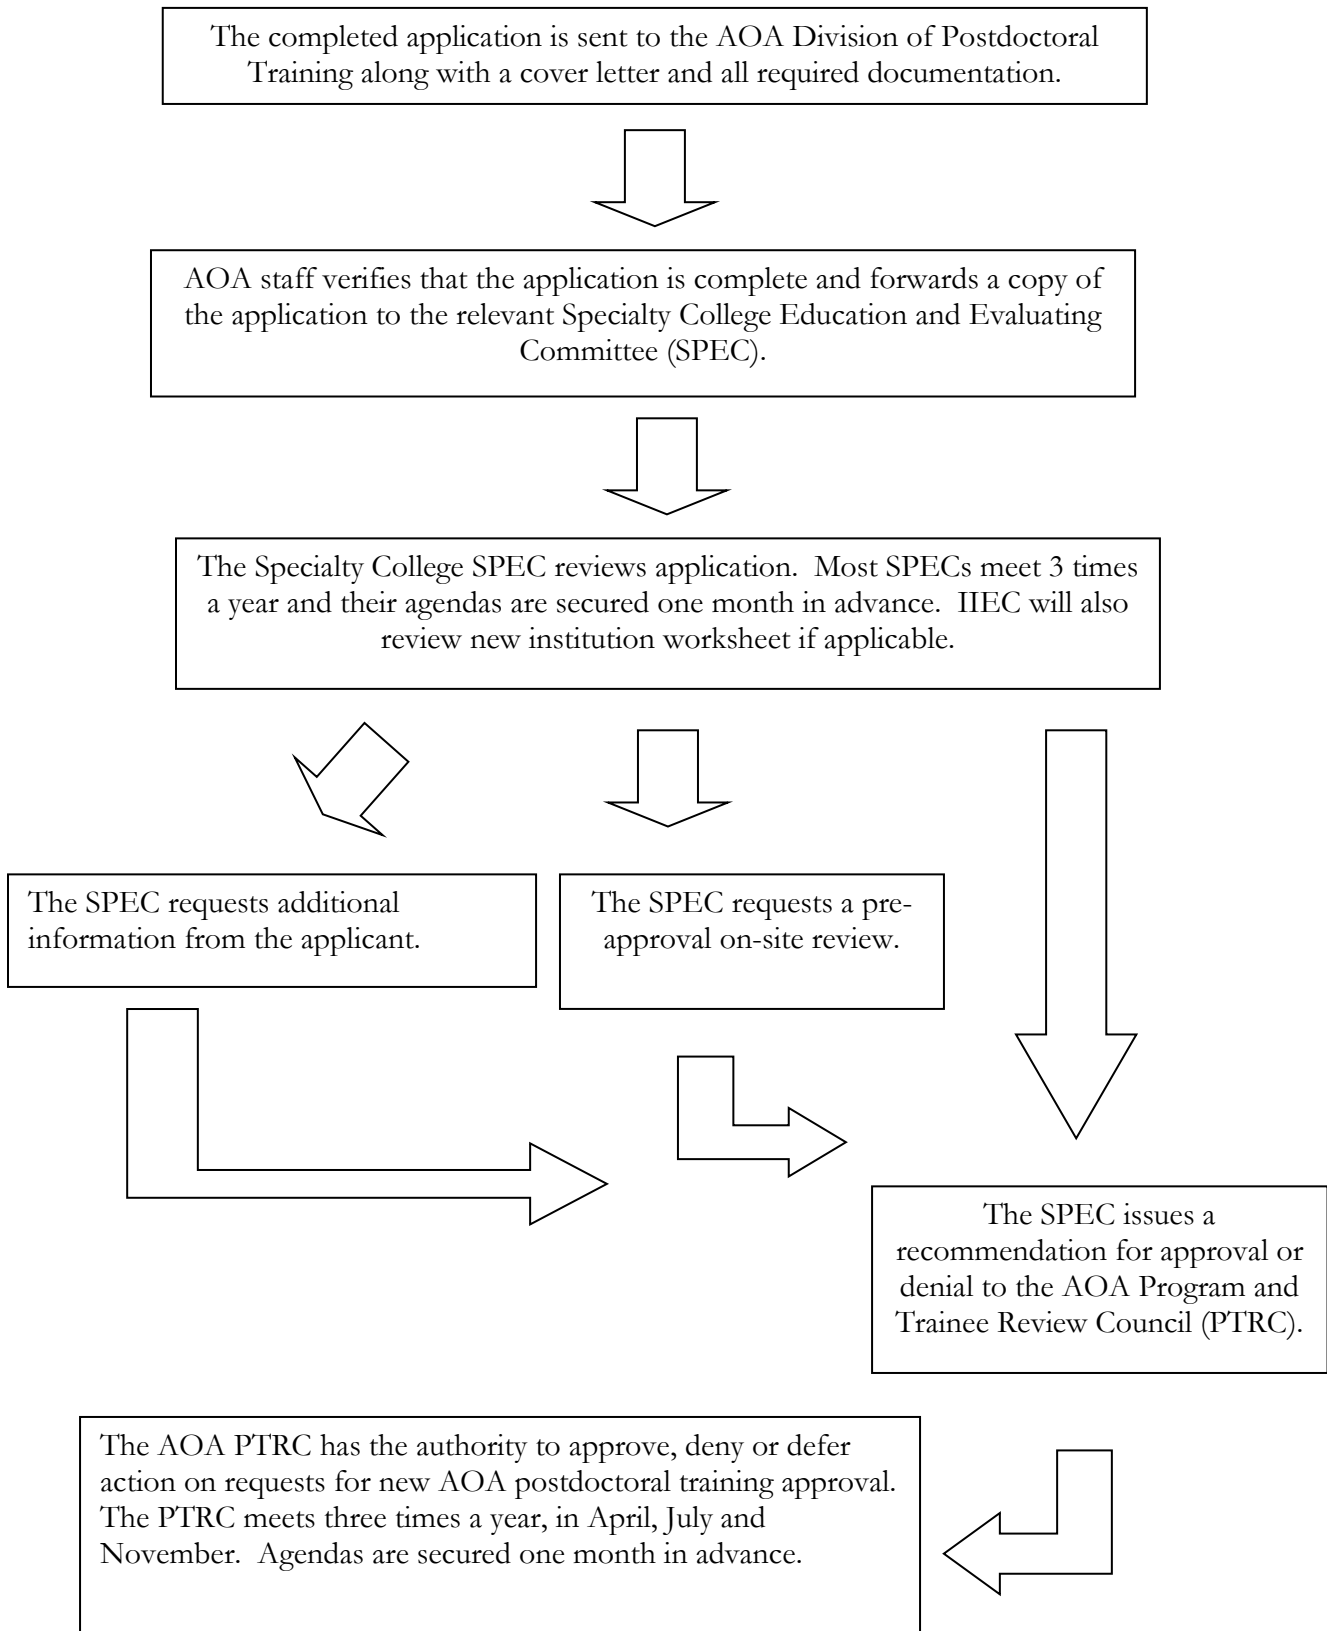 The completed application is sent to the AOA Division of Postdoctoral
Training along with a cover letter and all required documentation.
AOA staff verifies that the application is complete and forwards a copy of
the application to the relevant Specialty College Education and Evaluating
Committee (SPEC).
The Specialty College SPEC reviews application.  Most SPECs meet 3 times
a year and their agendas are secured one month in advance.  IIEC will also
review new institution worksheet if applicable.
The SPEC requests additional
information from the applicant.
The SPEC requests a pre-
approval on-site review.
The SPEC issues a
recommendation for approval or
denial to the AOA Program and
Trainee Review Council (PTRC).
The AOA PTRC has the authority to approve, deny or defer
action on requests for new AOA postdoctoral training approval.
The PTRC meets three times a year, in April, July and
November.  Agendas are secured one month in advance.